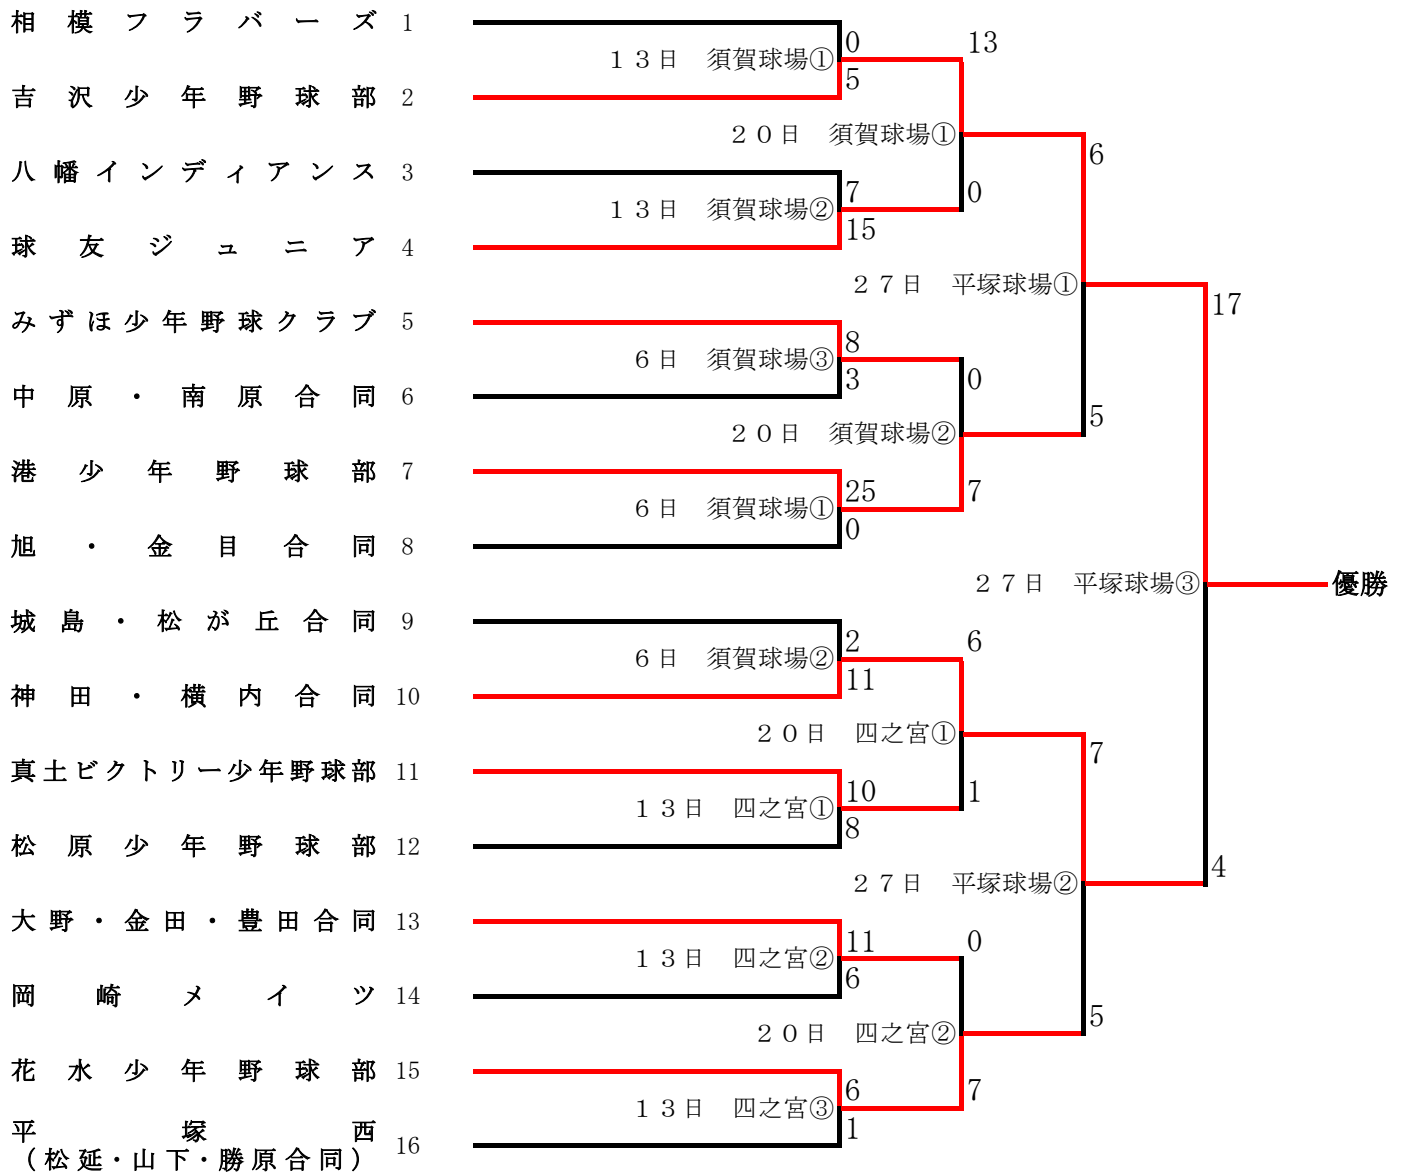 相模フラバーズ 1
0 13
13日 須賀球場①
5
吉沢少年野球部 2
20日 須賀球場①
6
八幡インディアンス 3
7 0
13日 須賀球場②
15
球友ジュニア 4
27日 平塚球場①
17
みずほ少年野球クラブ 5
8
6日 須賀球場③
3 0
中原・南原合同 6
5
20日 須賀球場②
港少年野球部 7
25 7
6日 須賀球場①
0
旭・金目合同 8
27日 平塚球場③ 優勝
城島・松が丘合同 9
2 6
6日 須賀球場②
11
神田・横内合同 10
20日 四之宮①
7
真土ビクトリー少年野球部 11
10 1
13日 四之宮①
8
松原少年野球部 12
4
27日 平塚球場②
大野・金田・豊田合同 13
11 0
13日 四之宮②
6
岡崎メイツ 14
5
20日 四之宮②
花水少年野球部 15
6 7
13日 四之宮③
1
平塚西
(松延・山下・勝原合同) 16